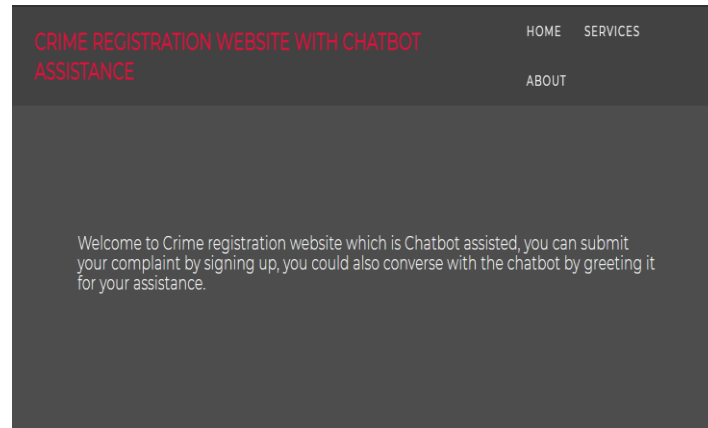 CRIME REGISTRATION WEBSITE WITH CHATBOT
ASSISTANCE
HOME SERVICES
ABOUT
Welcome to Crime registration website which is Chatbot assisted, you can submit
your complaint by signing up, you could also converse with the chatbot by greeting it
for your assistance.